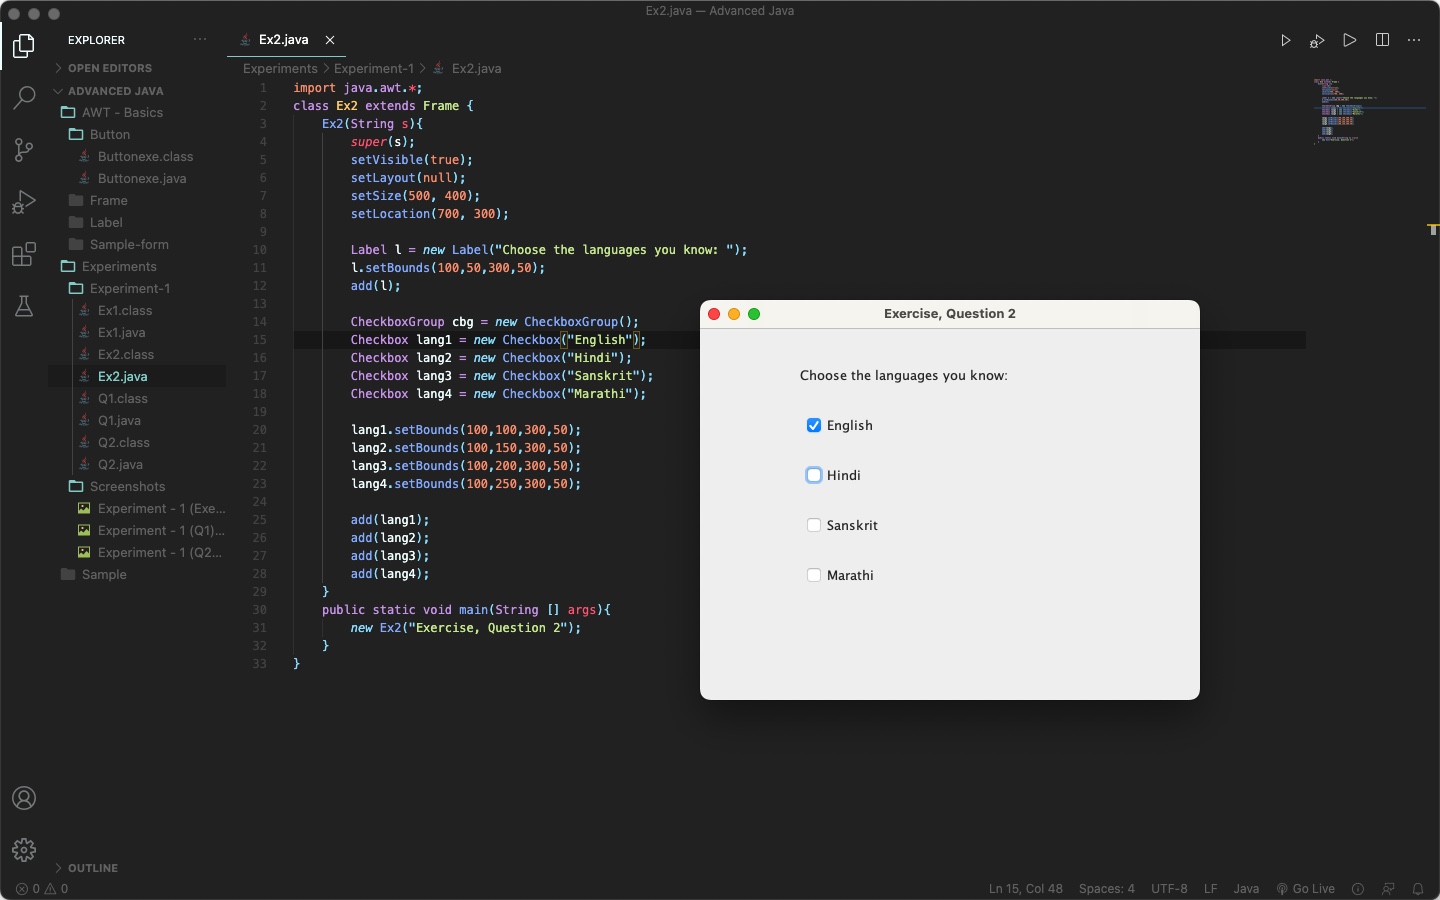 Ex2.java — Advanced Java
EXPLORER
Ex2.java
OPEN EDITORS
ADVANCED JAVA
AWT - Basics
Button
Buttonexe.class
Buttonexe.java
Frame
Label
Sample-form
Experiments
Experiment-1
Ex1.class
Ex1.java
Ex2.class
Ex2.java
Q1.class
Q1.java
Q2.class
Q2.java
Screenshots
Experiment - 1 (Exe...
Experiment - 1 (Q1)...
Experiment - 1 (Q2...
Sample
OUTLINE
Experiments > Experiment-1 > Ex2.java
1 import java.awt.*;
2 class Ex2 extends Frame {
3 Ex2(String s){
4 super(s);
5 setVisible(true);
6 setLayout(null);
7 setSize(500, 400);
8 setLocation(700, 300);
9
10 Label l = new Label("Choose the languages you know: ");
11 l.setBounds(100,50,300,50);
12 add(l);
13
14 CheckboxGroup cbg = new CheckboxGroup();
15 Checkbox lang1 = new Checkbox("English");
16 Checkbox lang2 = new Checkbox("Hindi");
17 Checkbox lang3 = new Checkbox("Sanskrit");
18 Checkbox lang4 = new Checkbox("Marathi");
19
20 lang1.setBounds(100,100,300,50);
21 lang2.setBounds(100,150,300,50);
22 lang3.setBounds(100,200,300,50);
23 lang4.setBounds(100,250,300,50);
24
25 add(lang1);
26 add(lang2);
27 add(lang3);
28 add(lang4);
29 }
30 public static void main(String [] args){
31 new Ex2("Exercise, Question 2");
32 }
33 }
Exercise, Question 2
Choose the languages you know:
English
Hindi
Sanskrit
Marathi
0 0
Ln 15, Col 48 Spaces: 4 UTF-8 LF Java Go Live